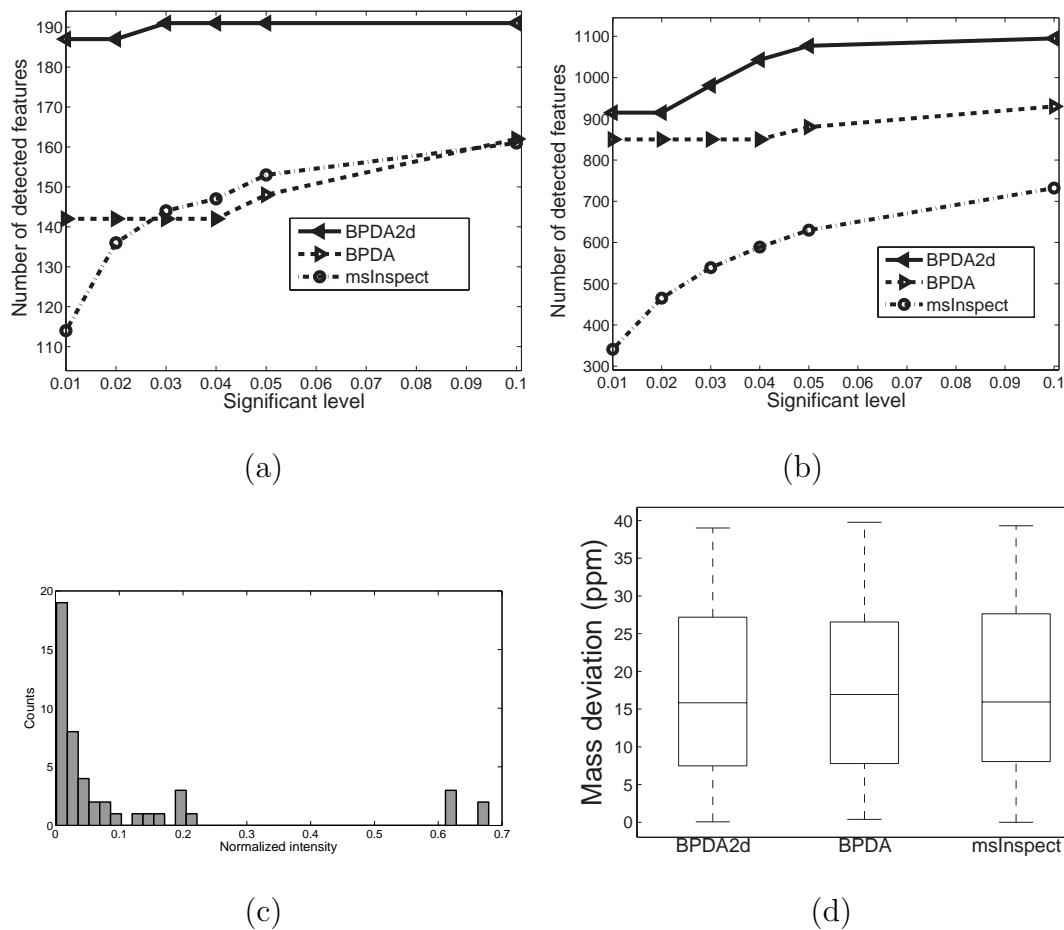 190
180
170
160
150
140
130
120
110
Number of detected features
0.01 0.02 0.03 0.04 0.05 0.06 0.07 0.08 0.09 0.1
Significant level
BPDA2d
BPDA
msInspect
(a)
1100
1000
900
800
700
600
500
400
300
Number of detected features
0.01 0.02 0.03 0.04 0.05 0.06 0.07 0.08 0.09 0.1
Significant level
BPDA2d
BPDA
msInspect
(b)
20
15
10
5
0
Counts
0 0.1 0.2 0.3 0.4 0.5 0.6 0.7
Normalized intensity
(c)
40
35
30
25
20
15
10
5
0
Mass deviation (ppm)
BPDA2d BPDA msInspect
(d)